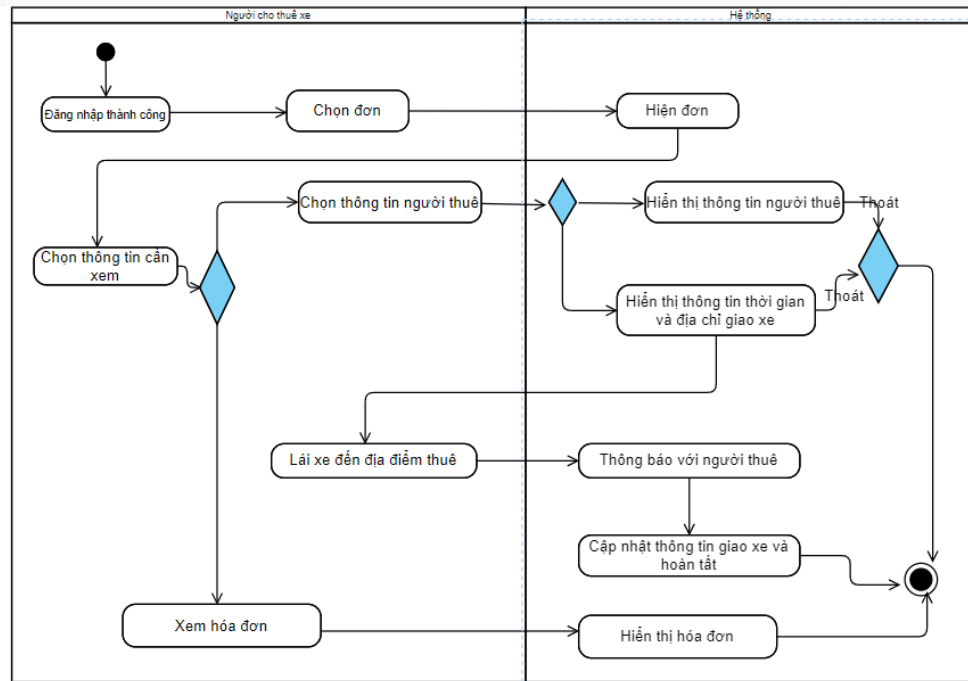 Người cho thuê xe
Hệ thống
Đăng nhập thành công
Chọn đơn
Hiện đơn
Chọn thông tin người thuê
Hiển thị thông tin người thuê
Thoát
Chọn thông tin cần
xem
Hiển thị thông tin thời gian
và địa chỉ giao xe
Thoát
Lái xe đến địa điểm thuê
Thông báo với người thuê
Cập nhật thông tin giao xe và
hoàn tất
Xem hóa đơn
Hiển thị hóa đơn